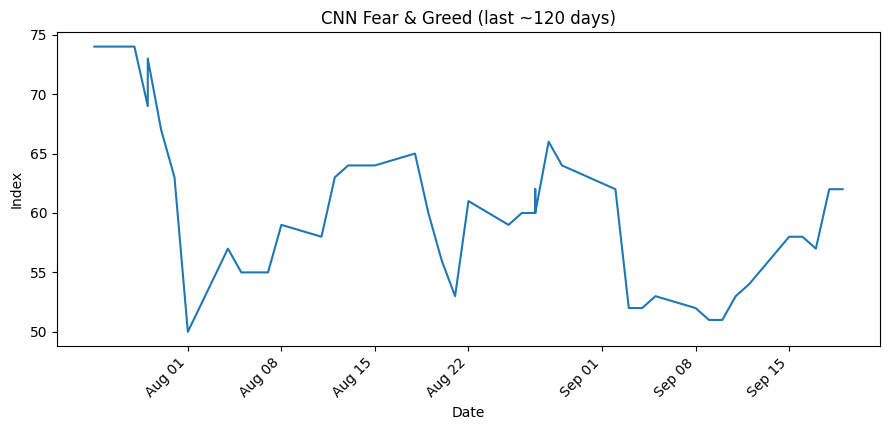 CNN Fear & Greed (last ~120 days)
Index
75
70
65
60
55
50
Aug 01
Aug 08
Aug 15
Aug 22
Sep 01
Sep 08
Sep 15
Date